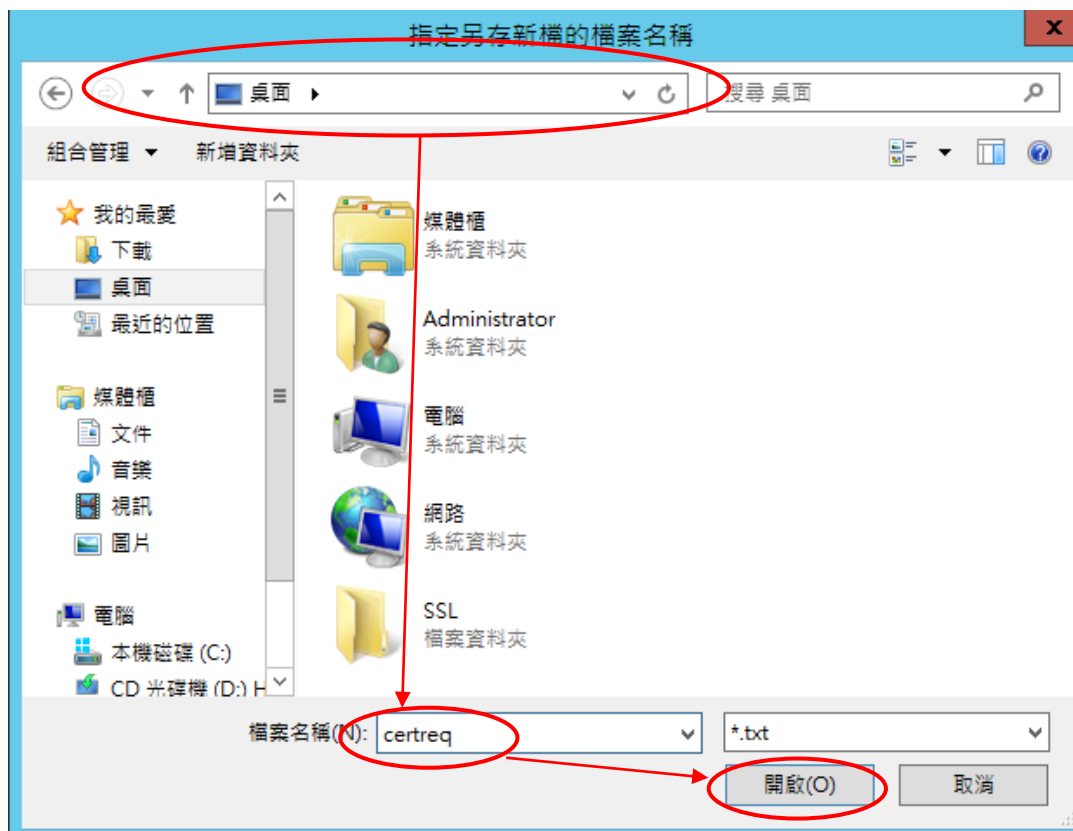 指定另存新檔的檔案名稱
x
桌面
搜尋 桌面
組合管理
新增資料夾
我的最愛
下載
桌面
最近的位置
媒體櫃
文件
音樂
視訊
圖片
電腦
本機磁碟 (C:)
CD 光碟機 (D:) H
媒體櫃
系統資料夾
Administrator
系統資料夾
電腦
系統資料夾
網路
系統資料夾
SSL
檔案資料夾
檔案名稱(N): certreq
*.txt
開啟(O)
取消